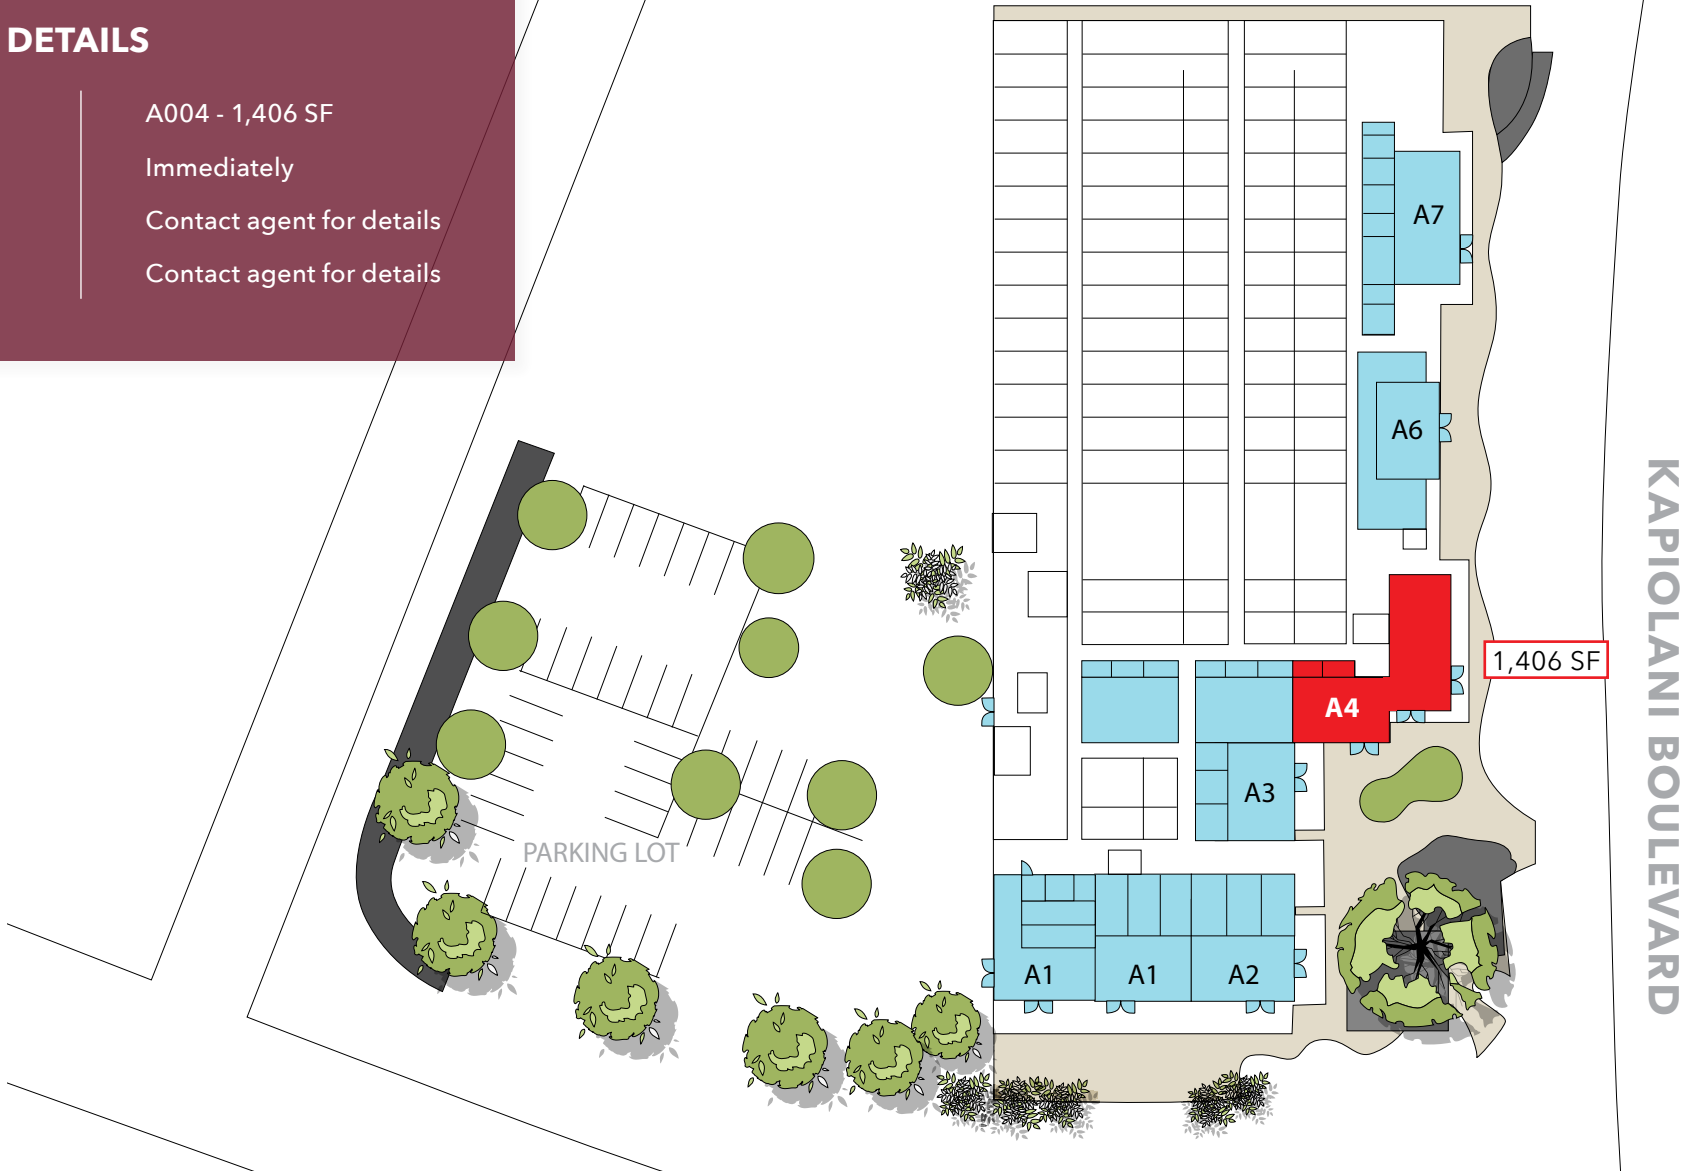 DETAILS
A004 - 1,406 SF
Immediately
Contact agent for details
Contact agent for details
A7
A6
KAPIOLANI BOULEVARD
1,406 SF
A4
A3
PARKING LOT
A1
A1
A2